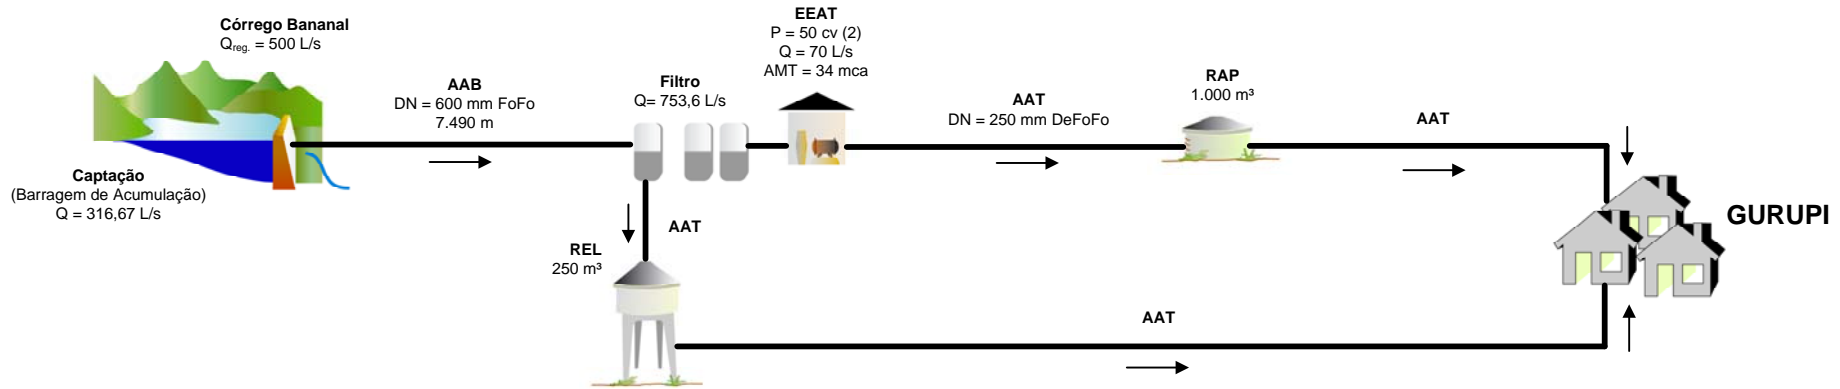 Córrego Bananal
Qreg. = 500 L/s
Captação
(Barragem de Acumulação)
Q = 316,67 L/s
AAB
DN = 600 mm FoFo
7.490 m
Filtro
Q= 753,6 L/s
EEAT
P = 50 cv (2)
Q = 70 L/s
AMT = 34 mca
AAT
DN = 250 mm DeFoFo
RAP
1.000 m³
AAT
GURUPI
AAT
REL
250 m³
AAT